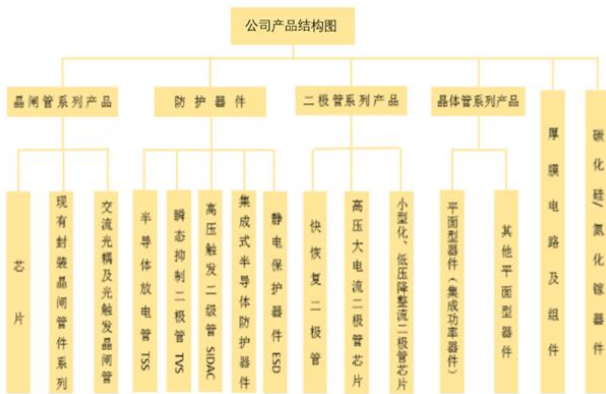 公司产品结构图
晶闸管系列产品
防护器件
二极管系列产品
晶体管系列产品
厚膜电路及组件
碳化硅/氮化镓器件
芯片
现有封装晶闸管件系列
交流光耦及光触发晶闸管
半导体放电管TSS
瞬态抑制二极管TVS
高压触发二级管SIDAC
集成式半导体防护器件
静电保护器件ESD
快恢复二极管
高压大电流二极管芯片
小型化、低压降整流二极管芯片
平面型器件(集成功率器件)
其他平面型器件